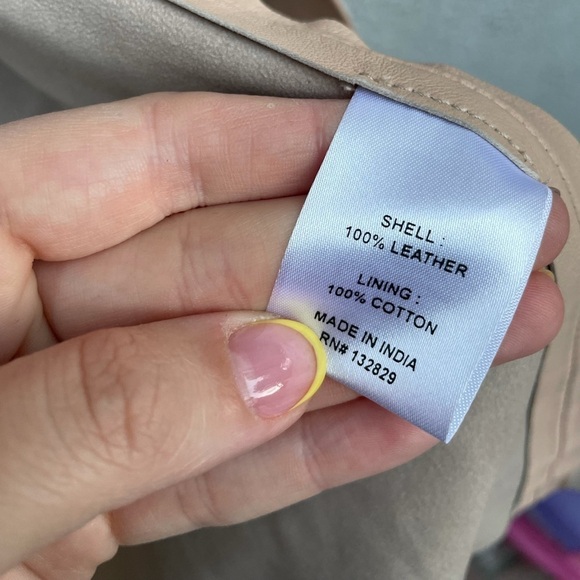 SHELL :
100% LEATHER
LINING :
100% COTTON
MADE IN INDIA
RN# 132829